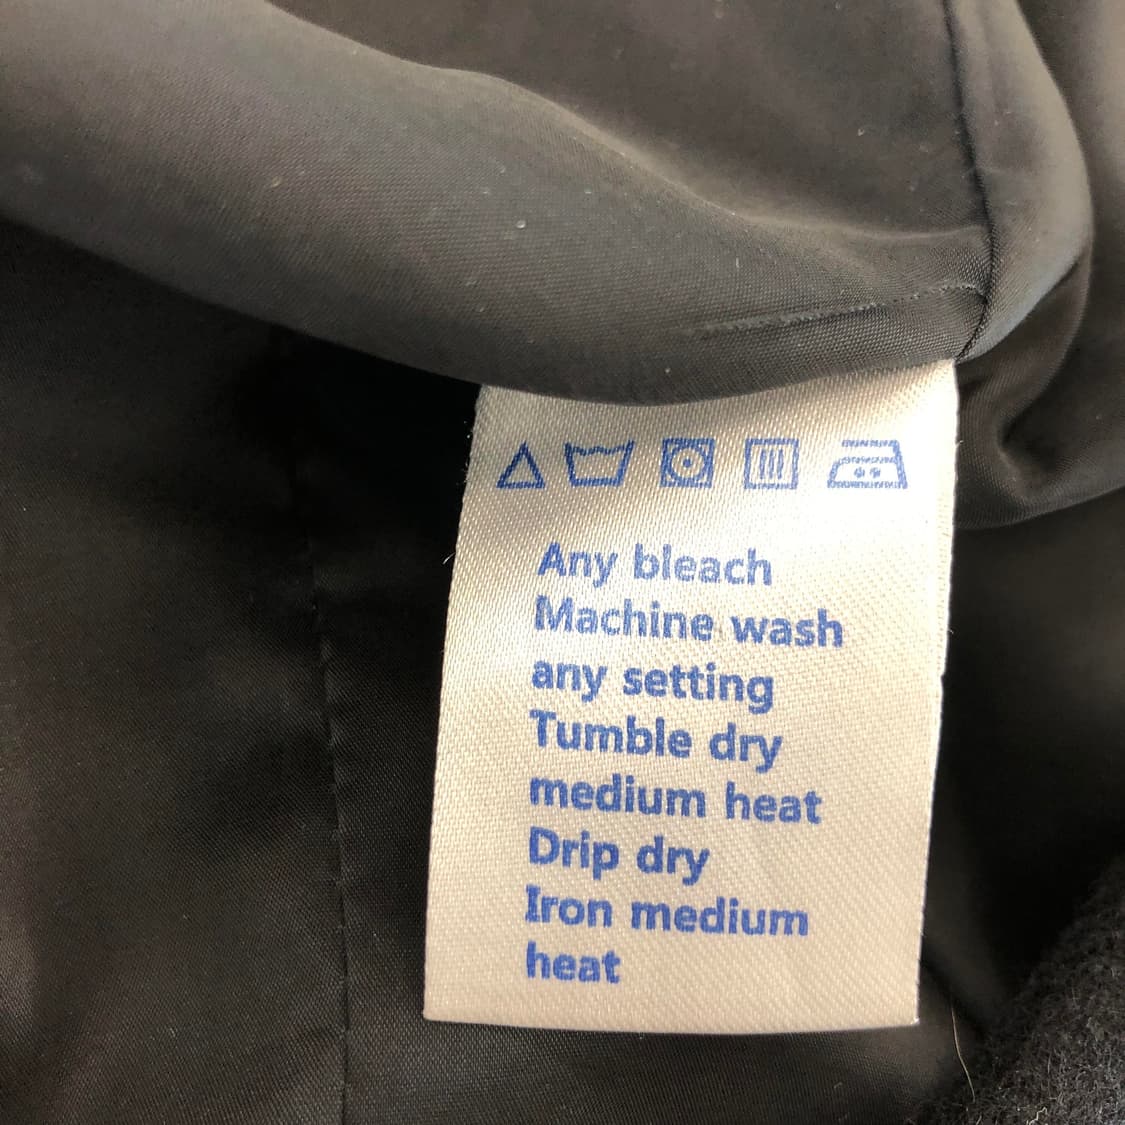 Any bleach
Machine wash
any setting
Tumble dry
medium heat
Drip dry
Iron medium
heat